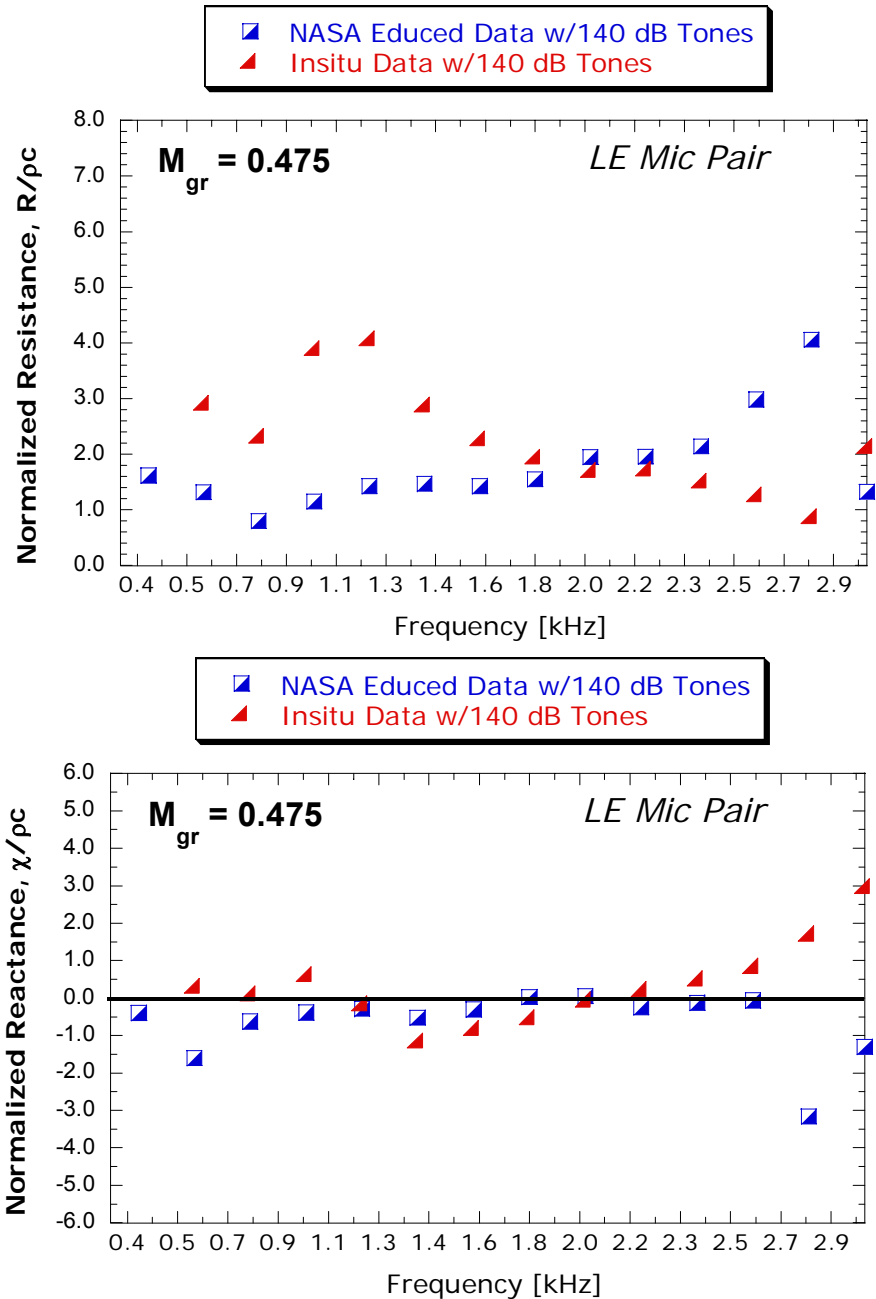 NASA Educed Data w/140 dB Tones
Insitu Data w/140 dB Tones
M_gr = 0.475
LE Mic Pair
Normalized Resistance, R/ρc
8.0
7.0
6.0
5.0
4.0
3.0
2.0
1.0
0.0
0.4 0.5 0.7 0.9 1.1 1.2 1.4 1.6 1.8 2.0 2.2 2.3 2.5 2.7 2.9
Frequency [kHz]
NASA Educed Data w/140 dB Tones
Insitu Data w/140 dB Tones
M_gr = 0.475
LE Mic Pair
Normalized Reactance, χ/ρc
6.0
5.0
4.0
3.0
2.0
1.0
0.0
-1.0
-2.0
-3.0
-4.0
-5.0
-6.0
0.4 0.5 0.7 0.9 1.1 1.3 1.4 1.6 1.8 2.0 2.2 2.3 2.5 2.7 2.9
Frequency [kHz]